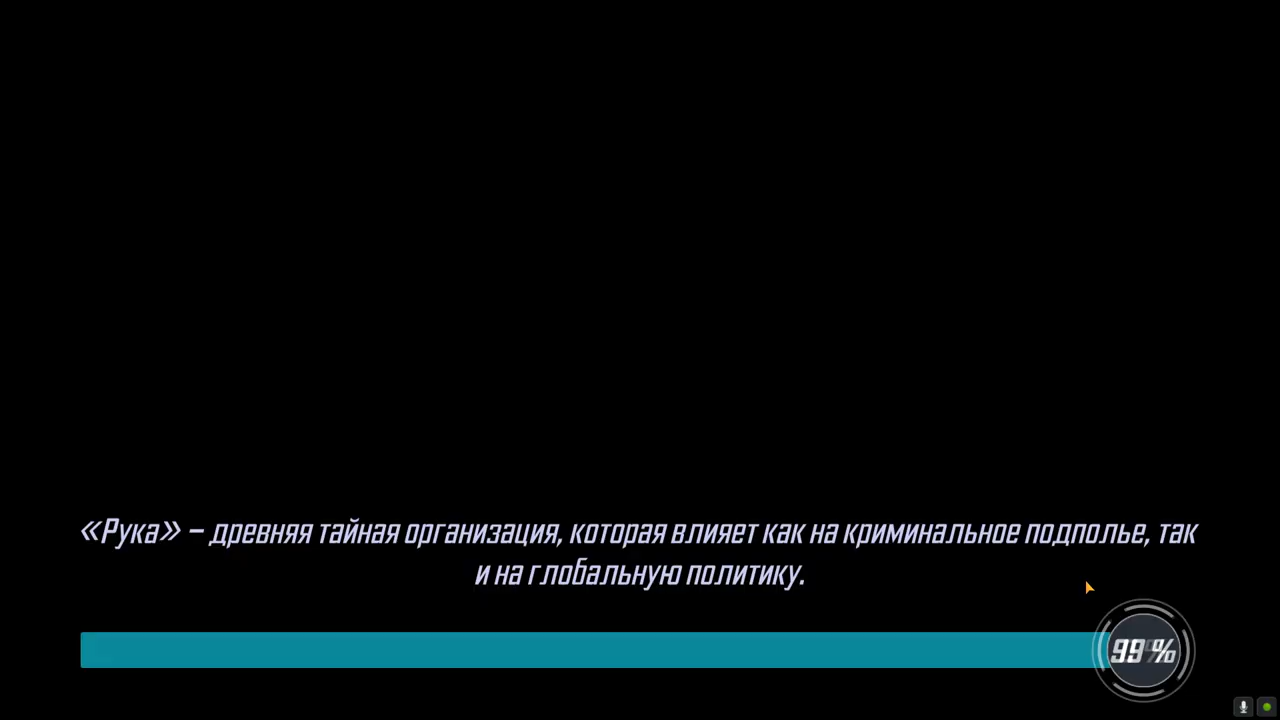 «Рука» – древняя тайная организация, которая влияет как на криминальное подполье, так
и на глобальную политику.
99%